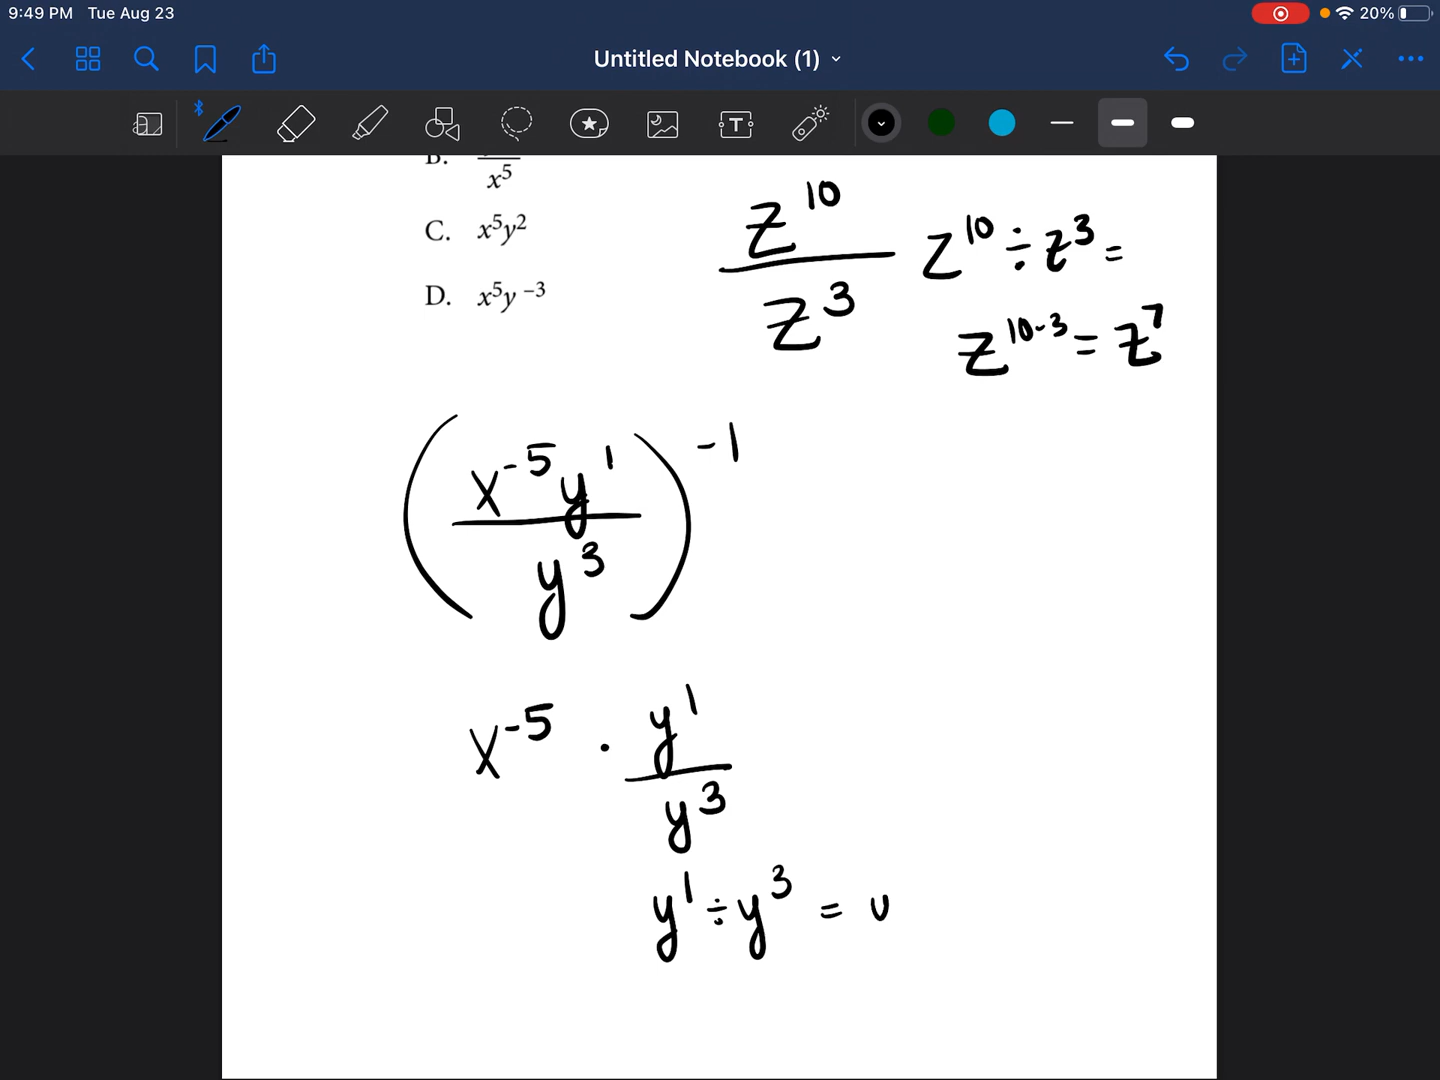 9:49 PM Tue Aug 23
20%
Untitled Notebook (1)
x⁵
C. x⁵y²
D. x⁵y⁻³
z¹⁰
z³
z¹⁰ ÷ z³ =
z¹⁰⁻³ = z⁷
(x⁻⁵y¹ / y³)⁻¹
x⁻⁵ · y¹ / y³
y¹ ÷ y³ =